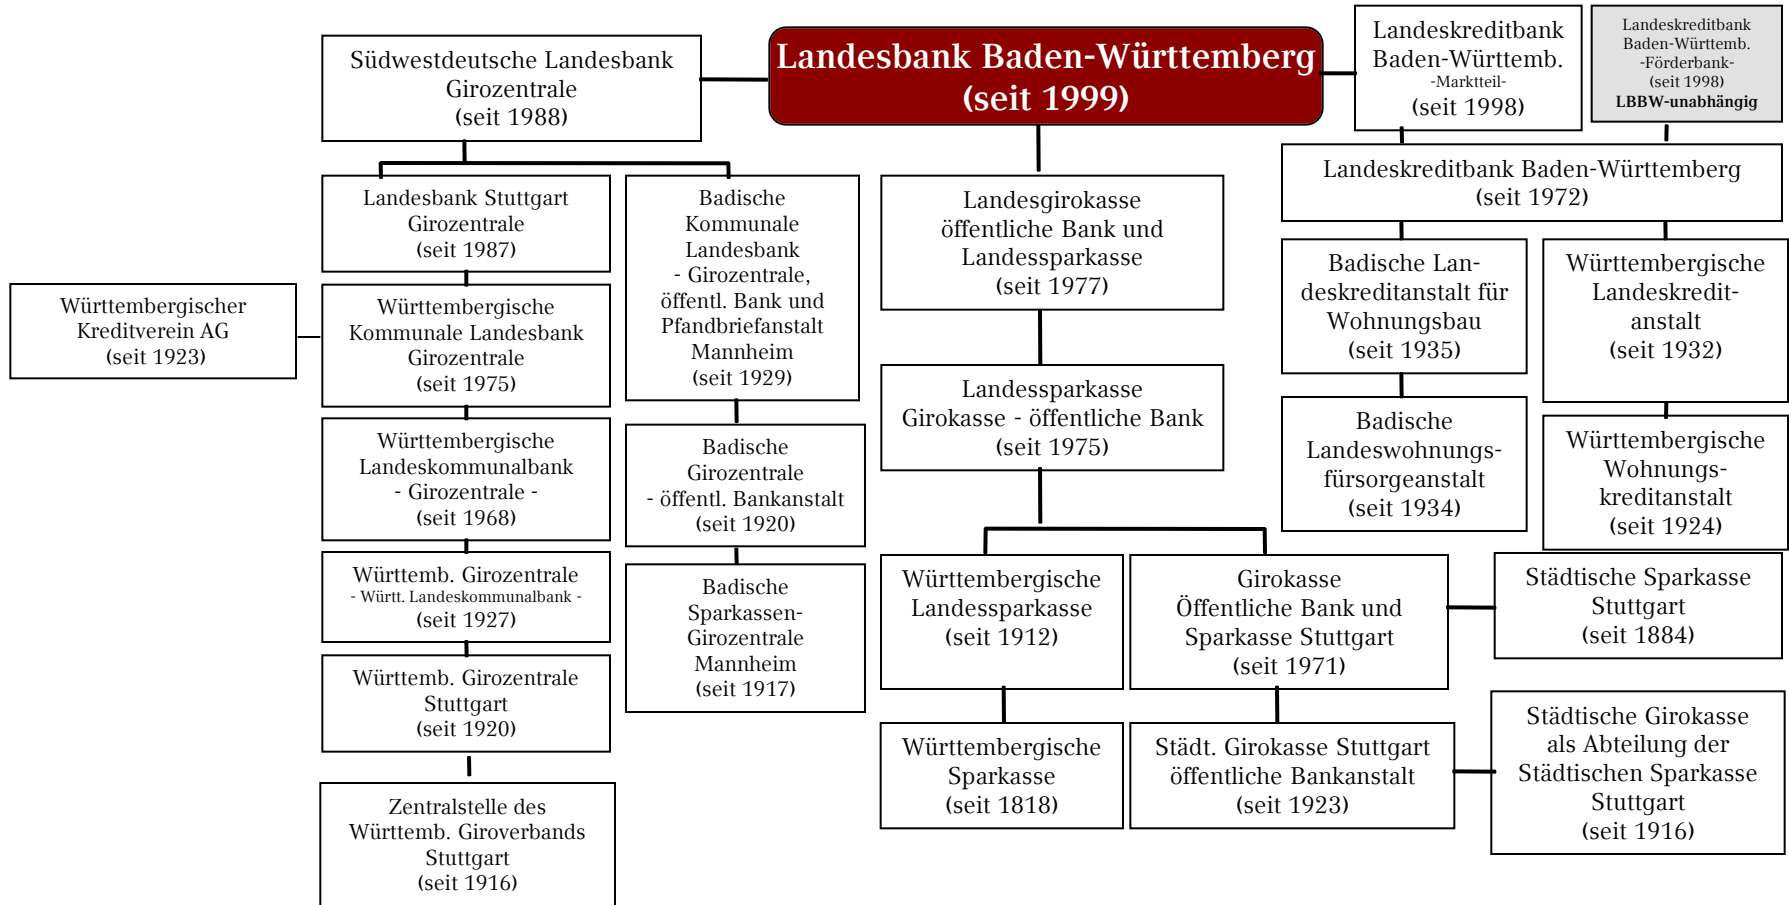 Südwestdeutsche Landesbank
Girozentrale
(seit 1988)
Landesbank Baden-Württemberg
(seit 1999)
Landeskreditbank
Baden-Württemb.
-Marktteil-
(seit 1998)
Landeskreditbank
Baden-Württemb.
-Förderbank-
(seit 1998)
LBBW-unabhängig
Landeskreditbank Baden-Württemberg
(seit 1972)
Landesbank Stuttgart
Girozentrale
(seit 1987)
Badische
Kommunale
Landesbank
- Girozentrale,
öffentl. Bank und
Pfandbriefanstalt
Mannheim
(seit 1929)
Landesgirokasse
öffentliche Bank und
Landessparkasse
(seit 1977)
Badische Lan-
deskreditanstalt für
Wohnungsbau
(seit 1935)
Württembergische
Landeskredit-
anstalt
(seit 1932)
Württembergischer
Kreditverein AG
(seit 1923)
Württembergische
Kommunale Landesbank
Girozentrale
(seit 1975)
Landessparkasse
Girokasse - öffentliche Bank
(seit 1975)
Badische
Landeswohnungs-
fürsorgeanstalt
(seit 1934)
Württembergische
Wohnungs-
kreditanstalt
(seit 1924)
Württembergische
Landeskommunalbank
- Girozentrale -
(seit 1968)
Badische
Girozentrale
- öffentl. Bankanstalt
(seit 1920)
Württemb. Girozentrale
- Württ. Landeskommunalbank -
(seit 1927)
Badische
Sparkassen-
Girozentrale
Mannheim
(seit 1917)
Württembergische
Landessparkasse
(seit 1912)
Girokasse
Öffentliche Bank und
Sparkasse Stuttgart
(seit 1971)
Städtische Sparkasse
Stuttgart
(seit 1884)
Württemb. Girozentrale
Stuttgart
(seit 1920)
Württembergische
Sparkasse
(seit 1818)
Städt. Girokasse Stuttgart
öffentliche Bankanstalt
(seit 1923)
Städtische Girokasse
als Abteilung der
Städtischen Sparkasse
Stuttgart
(seit 1916)
Zentralstelle des
Württemb. Giroverbands
Stuttgart
(seit 1916)